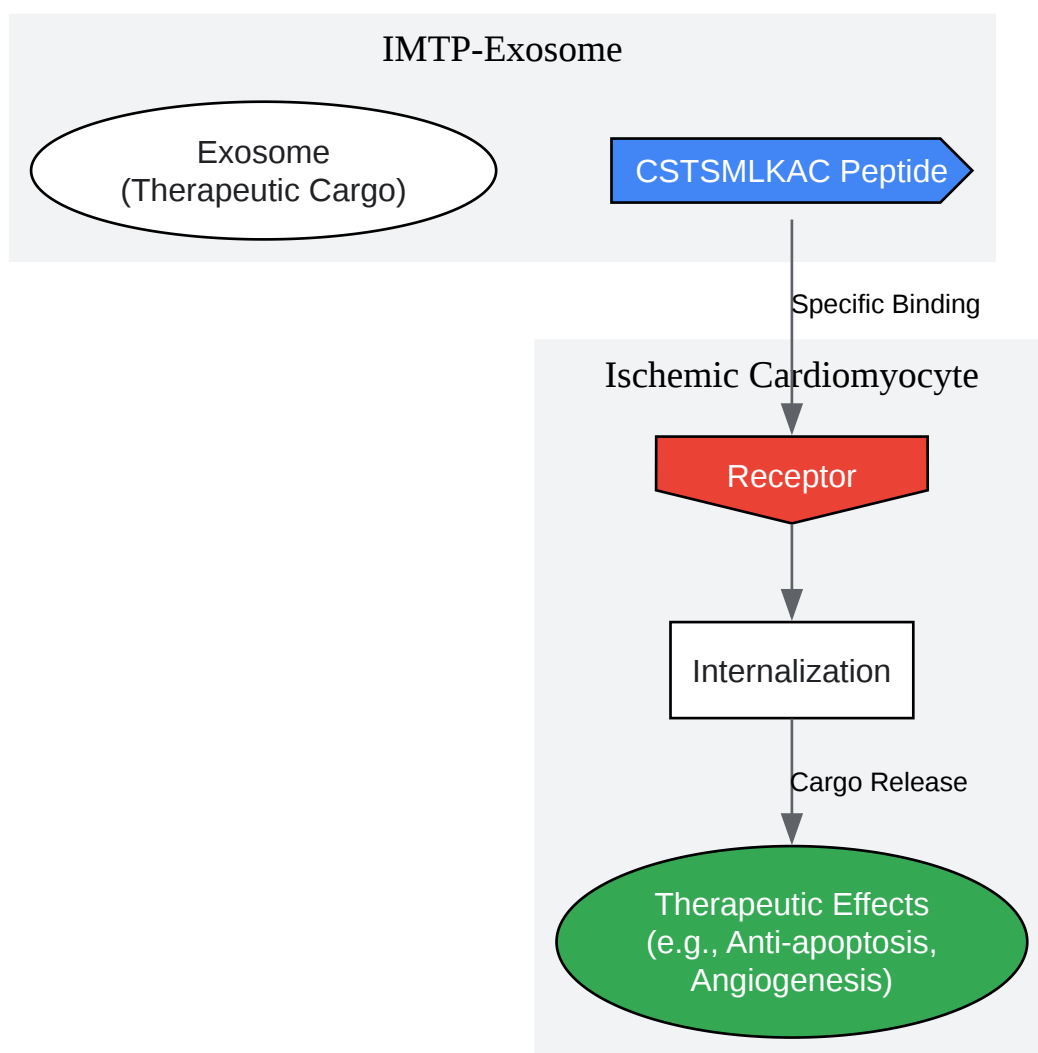 IMTP-Exosome
Exosome
(Therapeutic Cargo)
CSTSMLKAC Peptide
Specific Binding
Ischemic Cardiomyocyte
Receptor
Internalization
Cargo Release
Therapeutic Effects
(e.g., Anti-apoptosis,
Angiogenesis)